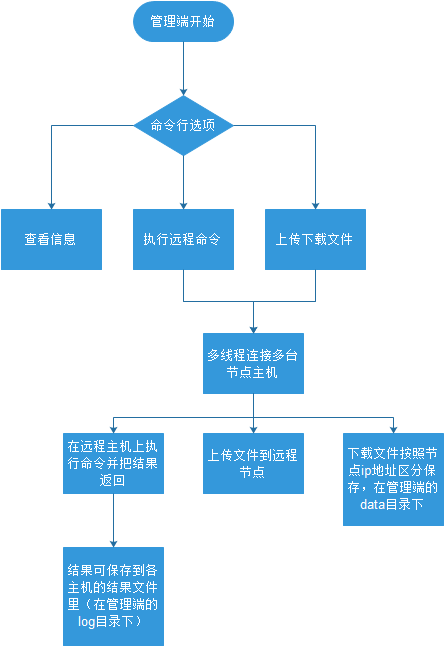 管理端开始
命令行选项
查看信息
执行远程命令
上传下载文件
多线程连接多台
节点主机
在远程主机上执
行命令并把结果
返回
上传文件到远程
节点
下载文件按照节
点ip地址区分保
存，在管理端的
data目录下
结果可保存到各
主机的结果文件
里（在管理端的
log目录下）